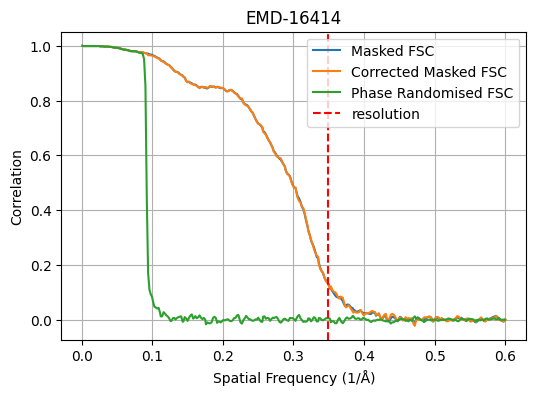 EMD-16414
Masked FSC
Corrected Masked FSC
Phase Randomised FSC
resolution
Correlation
1.0
0.8
0.6
0.4
0.2
0.0
0.0 0.1 0.2 0.3 0.4 0.5 0.6
Spatial Frequency (1/Å)